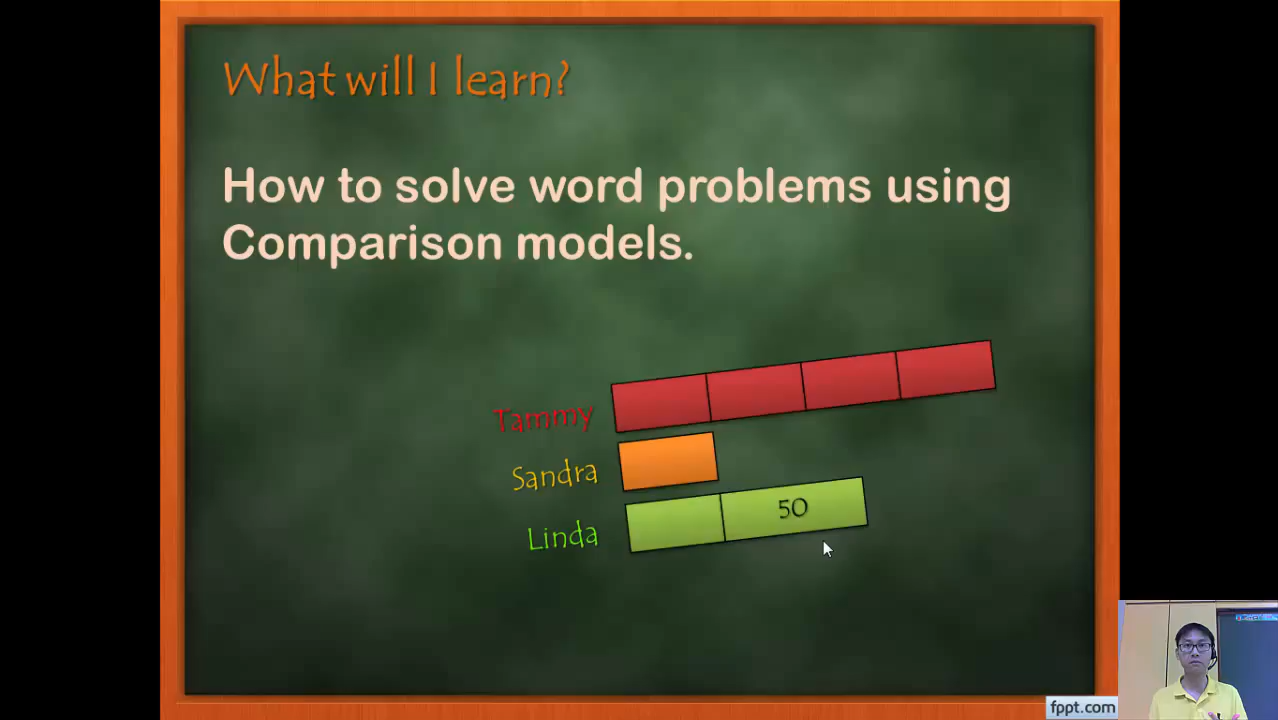 What will I learn?
How to solve word problems using
Comparison models.
Tammy
Sandra
Linda
50
fppt.com